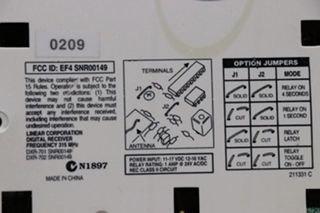 0209
FCC ID: EF4 SNR00149
This device complies with FCC Part
15 Rules. Operation is subject to the
following two conditions: (1) This
device may not cause harmful
interference and (2) the device must
accept any interference received,
including interference that may cause
undesired operation.
LINEAR CORPORATION
DIGITAL RECEIVER
FREQUENCY 315 MHz
DXR-701 SNR00148F
DXR-702 SNR00149
N1897
MADE IN CHINA
TERMINALS
J1
J2
ANTENNA
POWER INPUT: 11-17 VDC 12-16 VAC
RELAY RATING: 1 AMP @ 24V AC/DC
NEC CLASS II CIRCUIT
OPTION JUMPERS
J1 J2 MODE
SOLID SOLID RELAY ON 4 SECONDS
CUT SOLID RELAY ON 1 SECOND
SOLID CUT RELAY LATCH
CUT CUT RELAY TOGGLE ON - OFF
211331 C